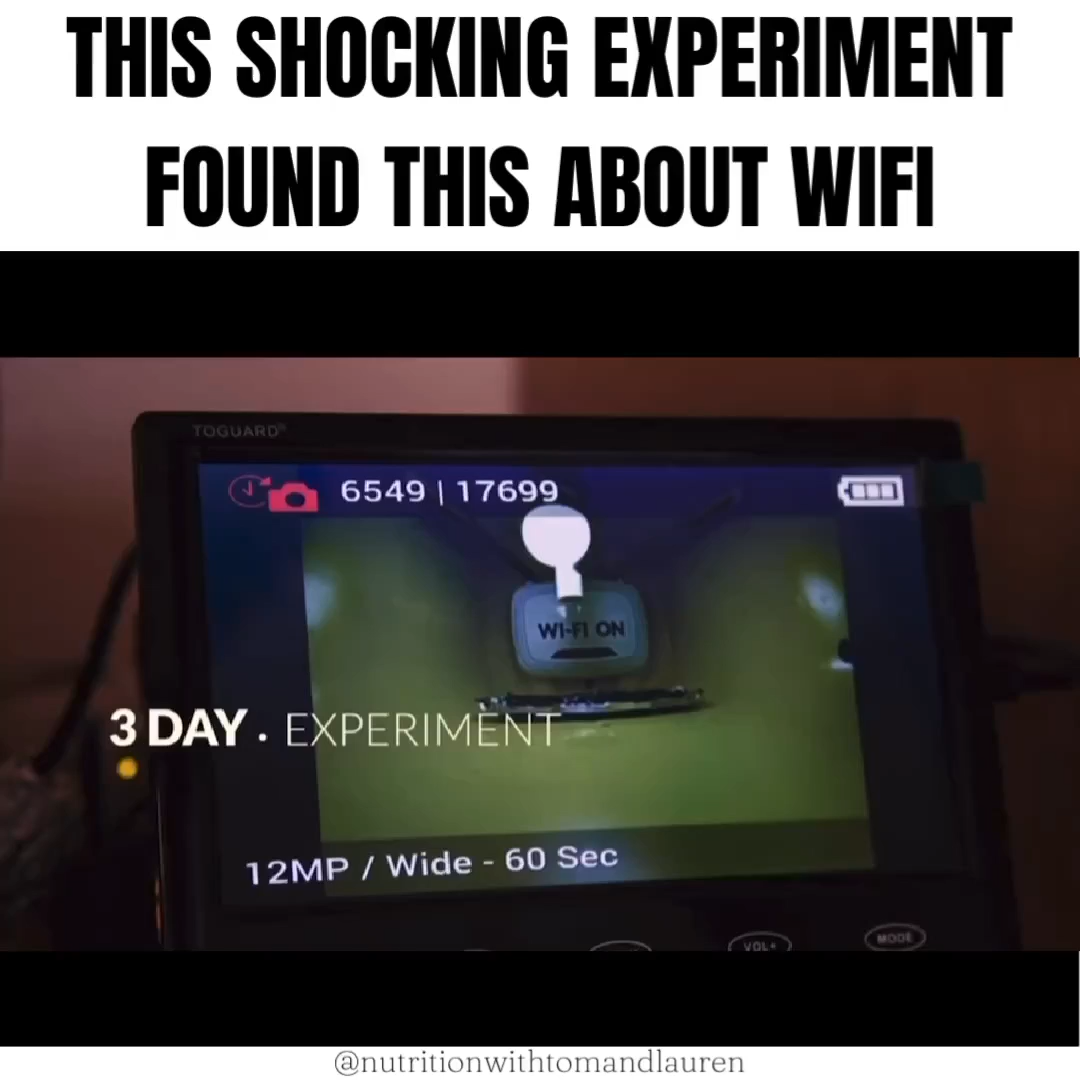 THIS SHOCKING EXPERIMENT
FOUND THIS ABOUT WIFI
TOGUARD®
6549 | 17699
WI-FI ON
3 DAY . EXPERIMENT
12MP / Wide - 60 Sec
VOL+
MODE
@nutritionwithtomandlauren